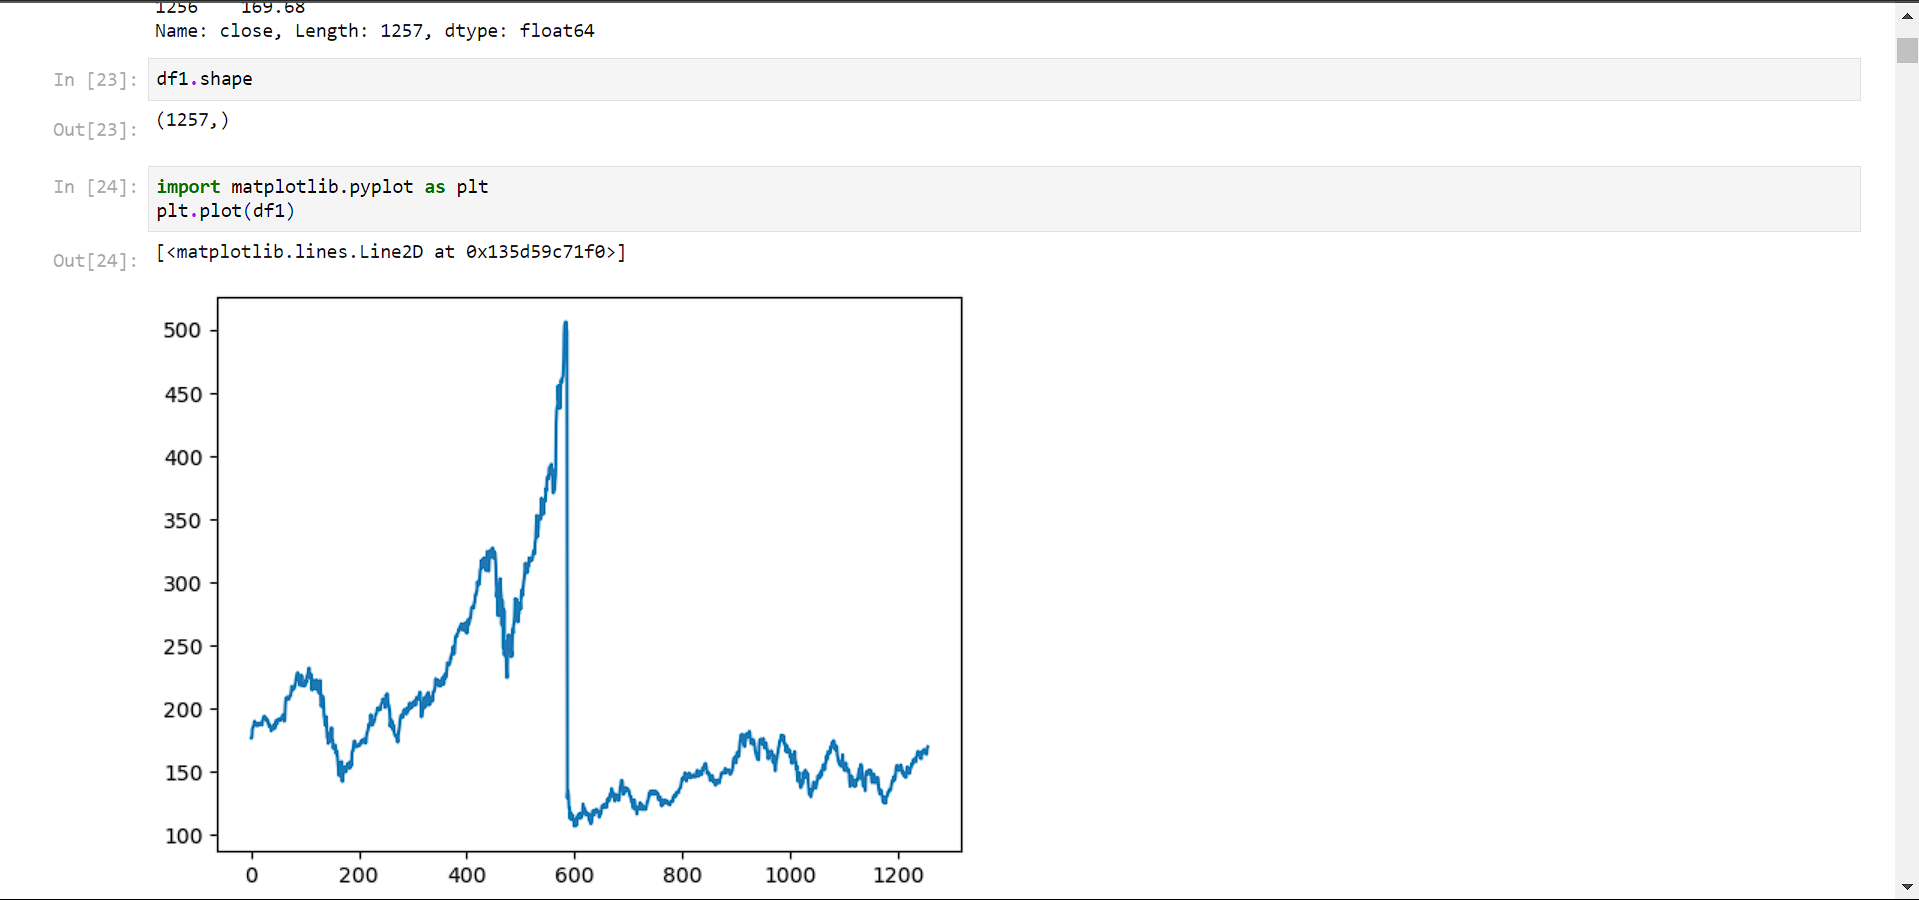 1256    169.68
Name: close, Length: 1257, dtype: float64
In [23]: df1.shape
Out[23]: (1257,)
In [24]: import matplotlib.pyplot as plt
plt.plot(df1)
Out[24]: [<matplotlib.lines.Line2D at 0x135d59c71f0>]
500
450
400
350
300
250
200
150
100
0 200 400 600 800 1000 1200